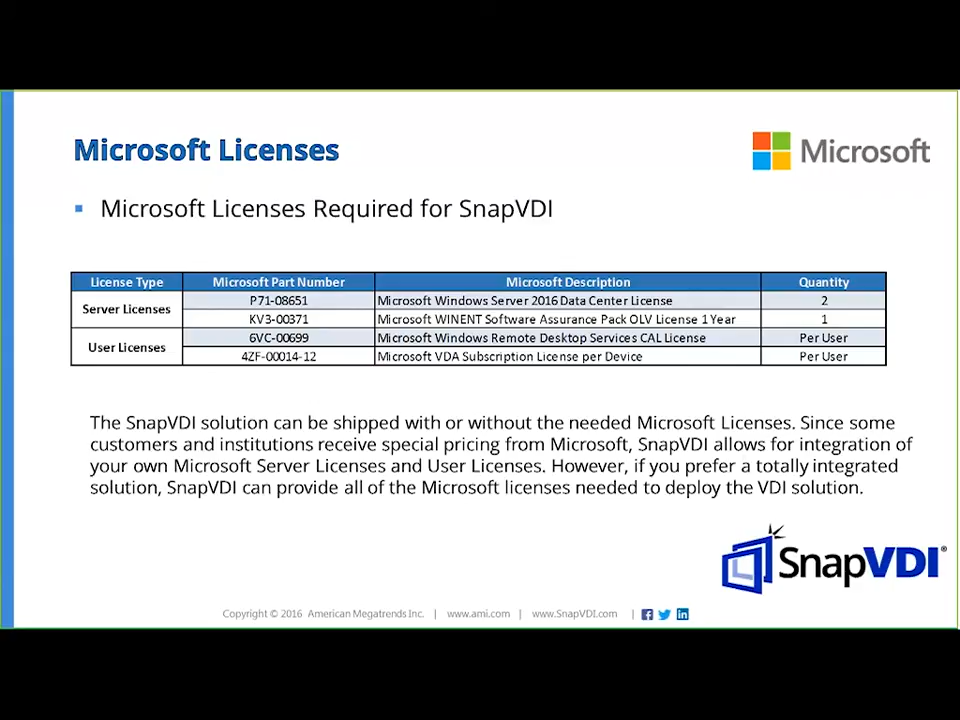 Microsoft Licenses
Microsoft
Microsoft Licenses Required for SnapVDI
License Type Microsoft Part Number Microsoft Description Quantity
Server Licenses P71-08651 Microsoft Windows Server 2016 Data Center License 2
KV3-00371 Microsoft WINENT Software Assurance Pack OLV License 1 Year 1
User Licenses 6VC-00699 Microsoft Windows Remote Desktop Services CAL License Per User
4ZF-00014-12 Microsoft VDA Subscription License per Device Per User
The SnapVDI solution can be shipped with or without the needed Microsoft Licenses. Since some
customers and institutions receive special pricing from Microsoft, SnapVDI allows for integration of
your own Microsoft Server Licenses and User Licenses. However, if you prefer a totally integrated
solution, SnapVDI can provide all of the Microsoft licenses needed to deploy the VDI solution.
SnapVDI®
Copyright © 2016 American Megatrends Inc. | www.ami.com | www.SnapVDI.com |